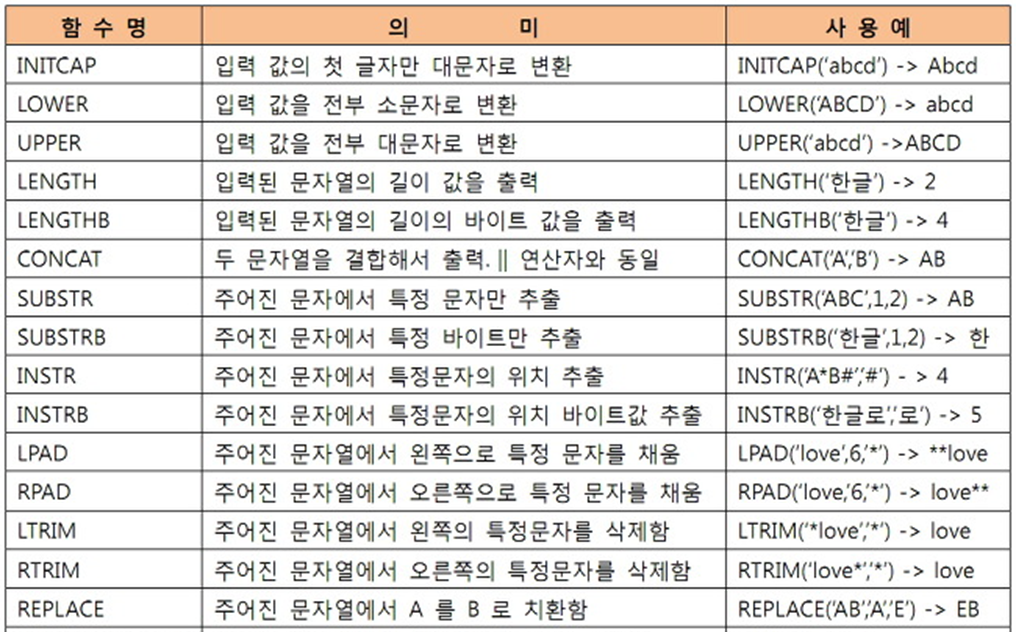 함 수 명 의 미 사 용 예
INITCAP 입력 값의 첫 글자만 대문자로 변환 INITCAP(‘abcd’) -> Abcd
LOWER 입력 값을 전부 소문자로 변환 LOWER(‘ABCD’) -> abcd
UPPER 입력 값을 전부 대문자로 변환 UPPER(‘abcd’) ->ABCD
LENGTH 입력된 문자열의 길이 값을 출력 LENGTH(‘한글’) -> 2
LENGTHB 입력된 문자열의 길이의 바이트 값을 출력 LENGTHB(‘한글’) -> 4
CONCAT 두 문자열을 결합해서 출력. || 연산자와 동일 CONCAT(‘A’,’B’) -> AB
SUBSTR 주어진 문자에서 특정 문자만 추출 SUBSTR(‘ABC’,1,2) -> AB
SUBSTRB 주어진 문자에서 특정 바이트만 추출 SUBSTRB(‘한글’,1,2) -> 한
INSTR 주어진 문자에서 특정문자의 위치 추출 INSTR(‘A*B#’,’#’) - > 4
INSTRB 주어진 문자에서 특정문자의 위치 바이트값 추출 INSTRB(‘한글로’,’로’) -> 5
LPAD 주어진 문자열에서 왼쪽으로 특정 문자를 채움 LPAD(‘love’,6,’*’) -> **love
RPAD 주어진 문자열에서 오른쪽으로 특정 문자를 채움 RPAD(‘love,’6,’*’) -> love**
LTRIM 주어진 문자열에서 왼쪽의 특정문자를 삭제함 LTRIM(‘*love’,’*’) -> love
RTRIM 주어진 문자열에서 오른쪽의 특정문자를 삭제함 RTRIM(‘love*’,’*’) -> love
REPLACE 주어진 문자열에서 A 를 B 로 치환함 REPLACE(‘AB’,’A’,’E’) -> EB